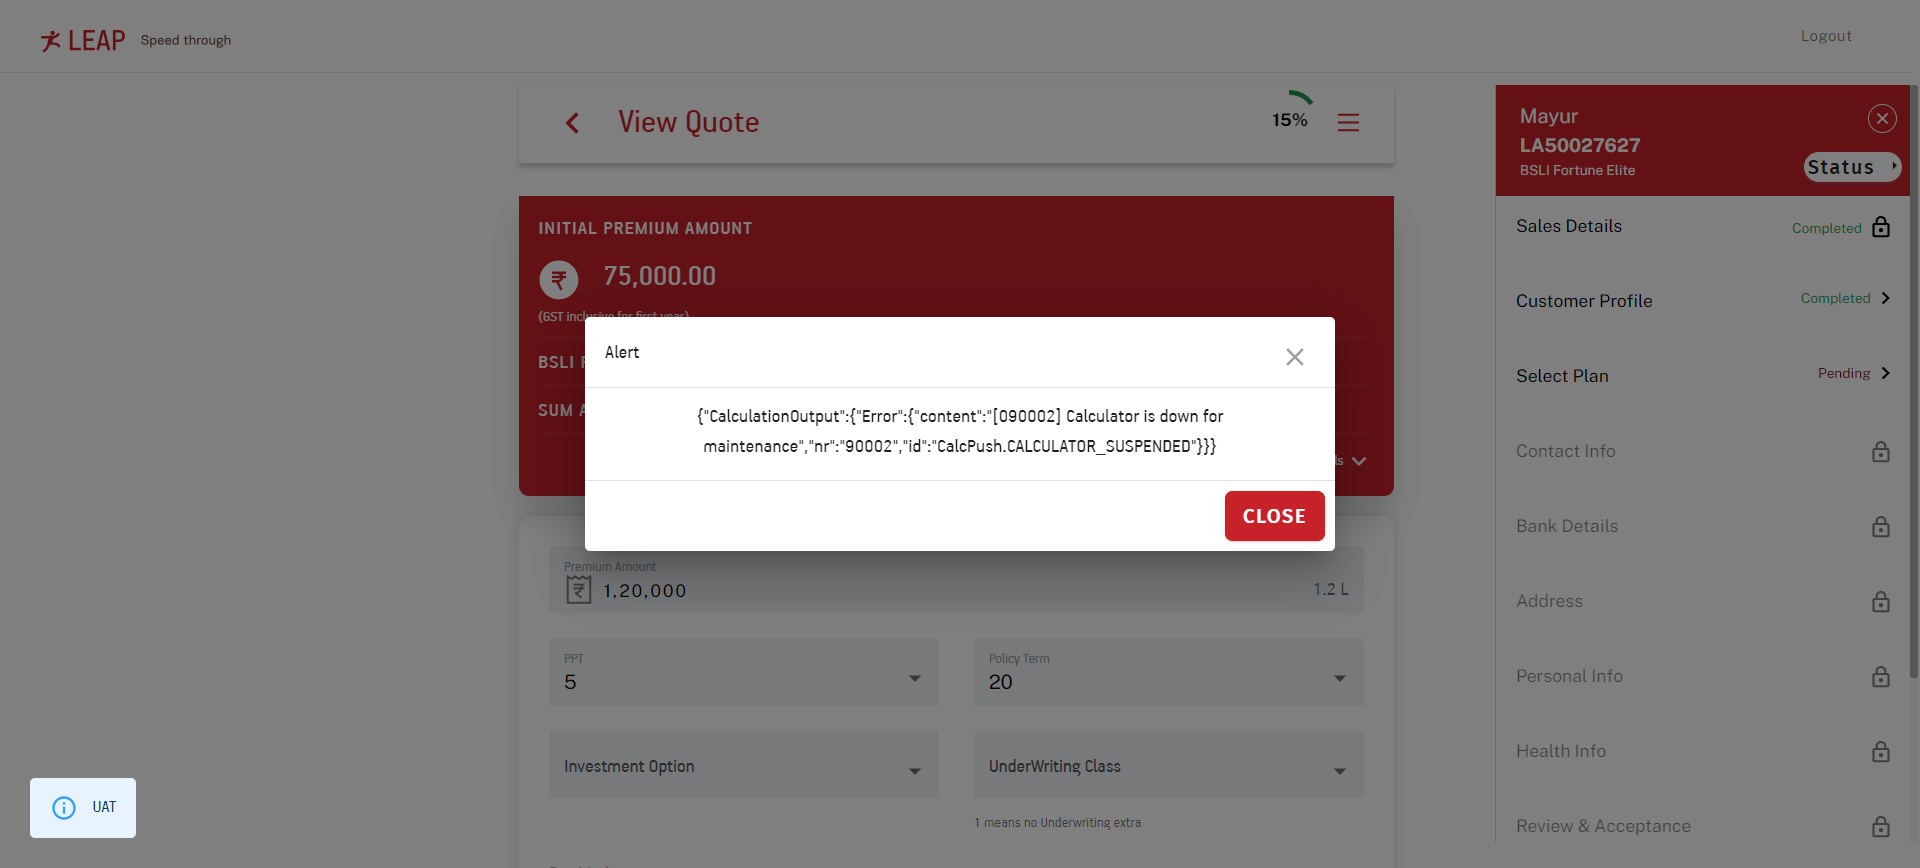 LEAP Speed through
Logout
View Quote
15%
INITIAL PREMIUM AMOUNT
₹ 75,000.00
(GST inclusive for first year)
BSLI
SUM
Alert
{"CalculationOutput":{"Error":{"content":"[090002] Calculator is down for
maintenance","nr":"90002","id":"CalcPush.CALCULATOR_SUSPENDED"}}}
CLOSE
Premium Amount
₹ 1,20,000
1.2 L
PPT
5
Policy Term
20
Investment Option
UnderWriting Class
1 means no Underwriting extra
UAT
Mayur
LA50027627
BSLI Fortune Elite
Status
Sales Details
Completed
Customer Profile
Completed
Select Plan
Pending
Contact Info
Bank Details
Address
Personal Info
Health Info
Review & Acceptance